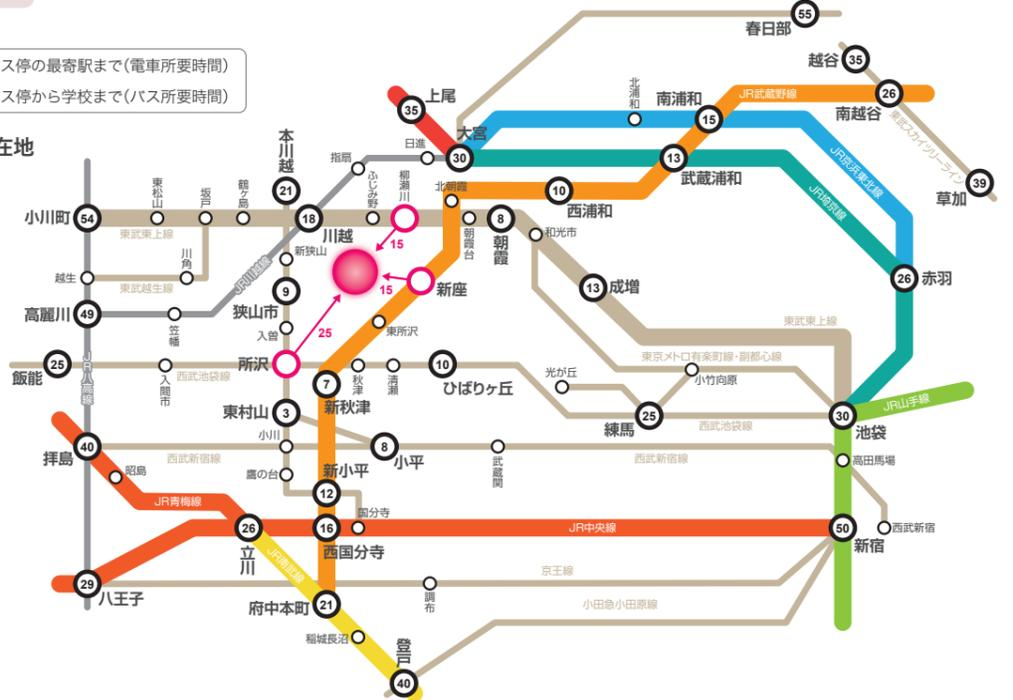 ス停の最寄駅まで(電車所要時間)
ス停から学校まで(バス所要時間)
在地
55
春日部
越谷
35
26
南越谷
JR武蔵野線
東武スカイツリーライン
39
草加
上尾
35
大宮
30
日進
指扇
北浦和
南浦和
15
13
武蔵浦和
JR京浜東北線
JR埼京線
26
赤羽
本川越
21
東松山
坂戸
鶴ヶ島
ふじみ野
柳瀬川
北朝霞
10
西浦和
小川町
54
18
川越
東武東上線
朝霞台
8
朝霞
和光市
15
新狭山
川角
越生
東武越生線
JR川越線
9
狭山市
15
新座
13
成増
高麗川
49
笠幡
入曽
25
東所沢
東武東上線
飯能
25
JR八高線
入間市
西武池袋線
所沢
7
新秋津
秋津
清瀬
10
ひばりヶ丘
東京メトロ有楽町線・副都心線
光が丘
小竹向原
25
練馬
西武池袋線
30
池袋
JR山手線
東村山
3
小川
8
小平
拝島
40
昭島
西武新宿線
鷹の台
武蔵関
西武新宿線
高田馬場
新小平
12
国分寺
JR青梅線
26
立川
16
西国分寺
JR中央線
50
新宿
西武新宿
JR南武線
29
八王子
京王線
調布
府中本町
21
小田急小田原線
稲城長沼
登戸
40